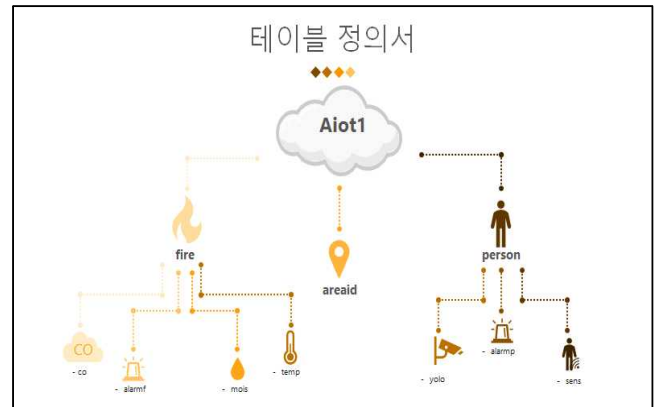 테이블 정의서
Aiot1
fire
person
areaid
CO
- co
- alarmf
- mois
- temp
- yolo
- alarmp
- sens